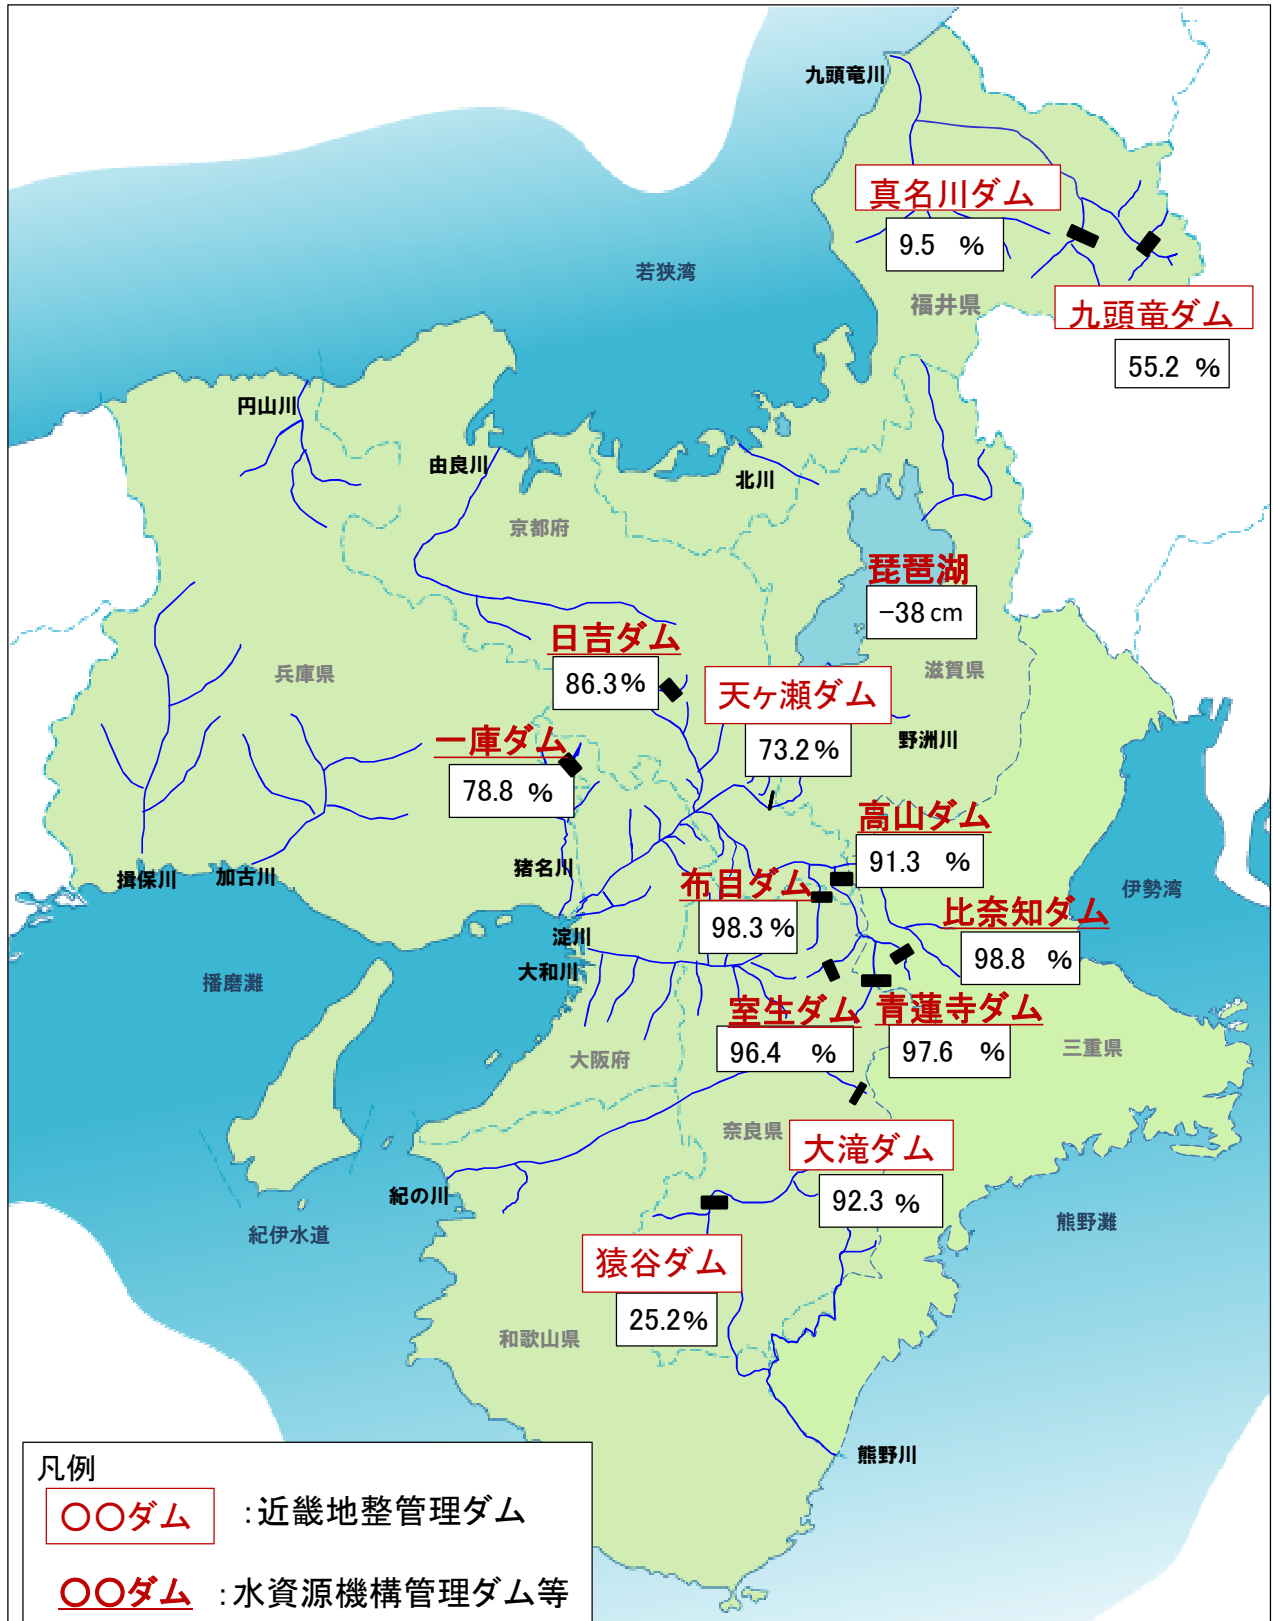 九頭竜川
真名川ダム
9.5 %
若狭湾
福井県
九頭竜ダム
55.2 %
円山川
由良川
北川
京都府
琵琶湖
-38 cm
日吉ダム
86.3%
兵庫県
滋賀県
天ヶ瀬ダム
73.2%
野洲川
一庫ダム
78.8 %
高山ダム
91.3 %
猪名川
揖保川
加古川
布目ダム
98.3 %
伊勢湾
比奈知ダム
98.8 %
淀川
大和川
播磨灘
室生ダム
96.4 %
青蓮寺ダム
97.6 %
大阪府
三重県
奈良県
大滝ダム
92.3 %
紀の川
紀伊水道
熊野灘
猿谷ダム
25.2%
和歌山県
熊野川
凡例
〇〇ダム :近畿地整管理ダム
〇〇ダム :水資源機構管理ダム等